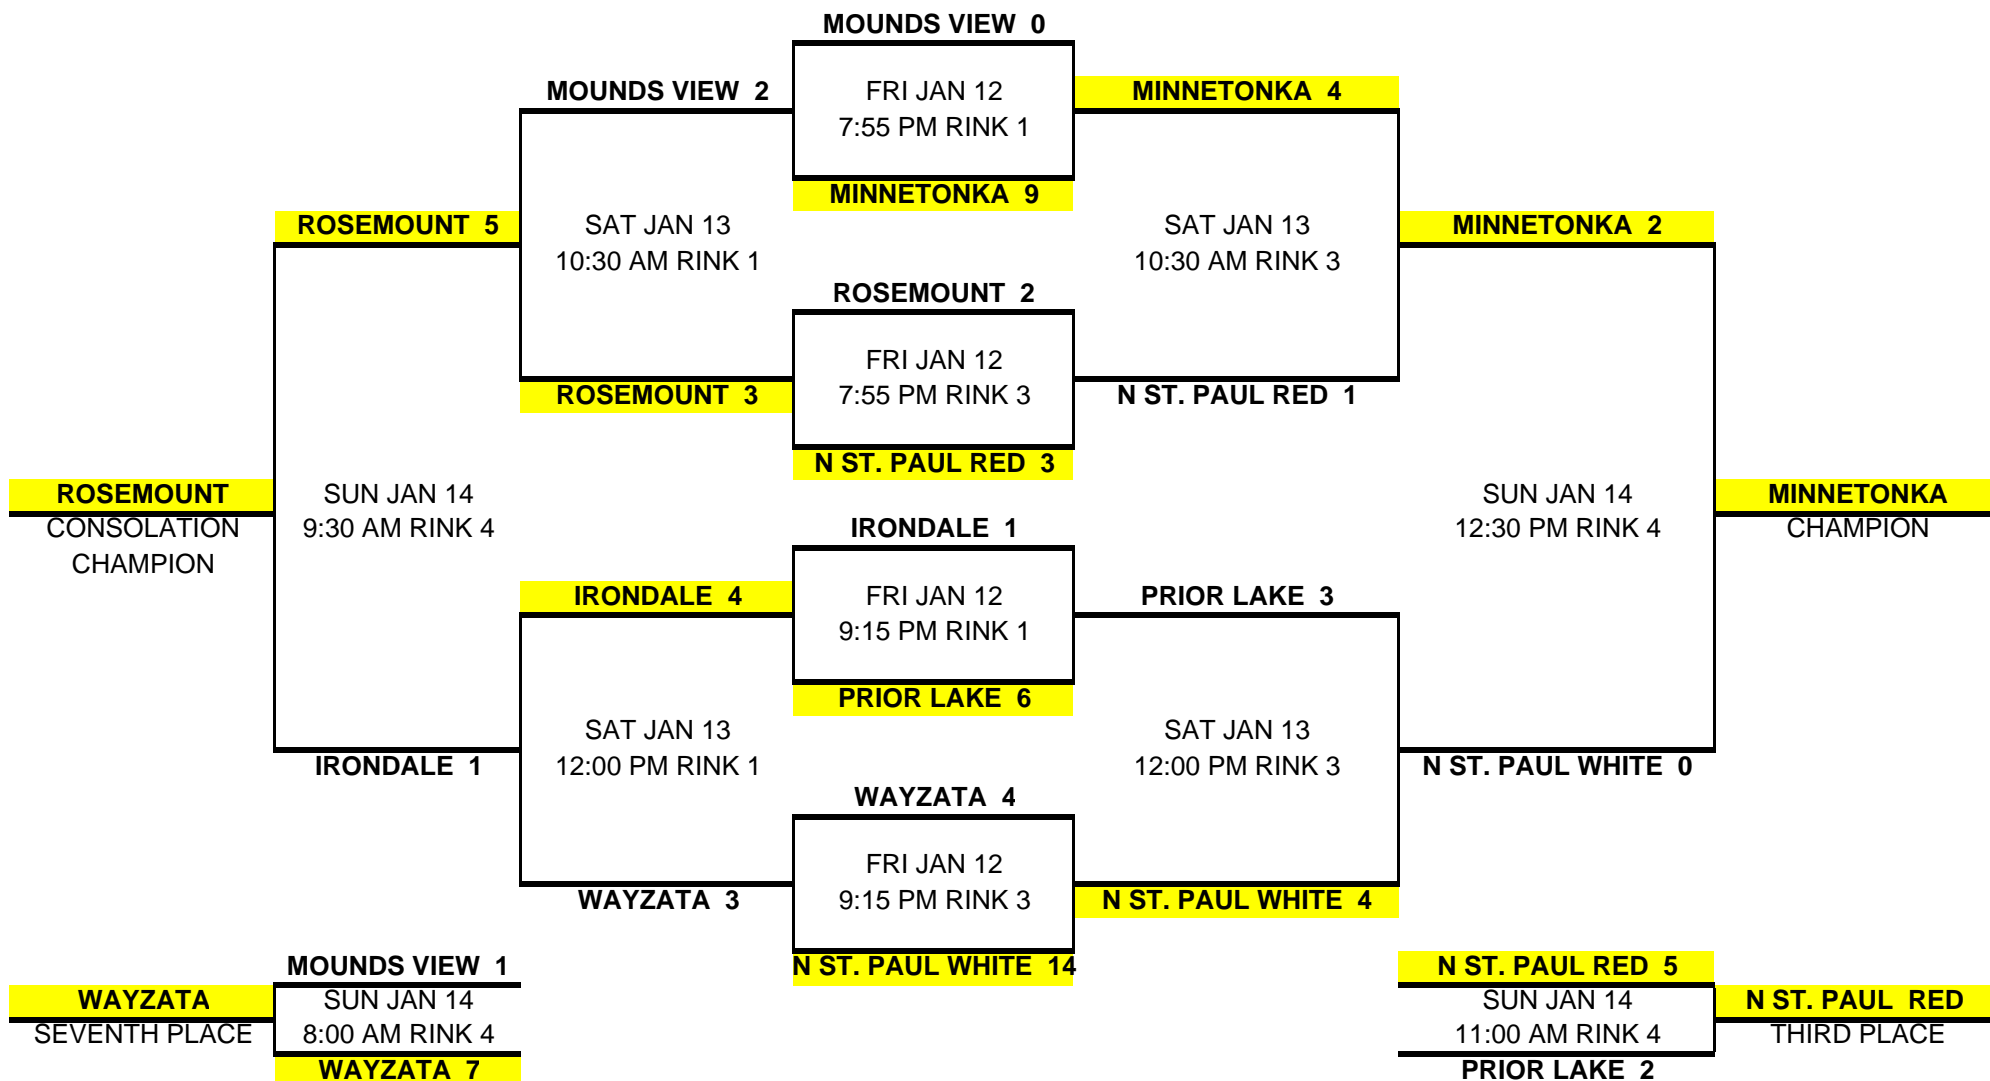 MOUNDS VIEW 0
MOUNDS VIEW 2
FRI JAN 12
7:55 PM RINK 1
MINNETONKA 4
MINNETONKA 9
ROSEMOUNT 5
SAT JAN 13
10:30 AM RINK 1
SAT JAN 13
10:30 AM RINK 3
MINNETONKA 2
ROSEMOUNT 2
FRI JAN 12
7:55 PM RINK 3
ROSEMOUNT 3
N ST. PAUL RED 1
N ST. PAUL RED 3
ROSEMOUNT
CONSOLATION
CHAMPION
SUN JAN 14
9:30 AM RINK 4
SUN JAN 14
12:30 PM RINK 4
MINNETONKA
CHAMPION
IRONDALE 1
IRONDALE 4
FRI JAN 12
9:15 PM RINK 1
PRIOR LAKE 3
PRIOR LAKE 6
SAT JAN 13
12:00 PM RINK 1
SAT JAN 13
12:00 PM RINK 3
IRONDALE 1
N ST. PAUL WHITE 0
WAYZATA 4
FRI JAN 12
9:15 PM RINK 3
WAYZATA 3
N ST. PAUL WHITE 4
N ST. PAUL WHITE 14
MOUNDS VIEW 1
WAYZATA
SEVENTH PLACE
SUN JAN 14
8:00 AM RINK 4
WAYZATA 7
N ST. PAUL RED 5
SUN JAN 14
11:00 AM RINK 4
N ST. PAUL RED
THIRD PLACE
PRIOR LAKE 2